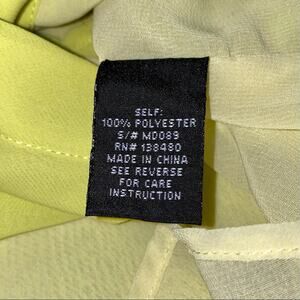 SELF:
100% POLYESTER
S/# MD089
RN# 138480
MADE IN CHINA
SEE REVERSE
FOR CARE
INSTRUCTION